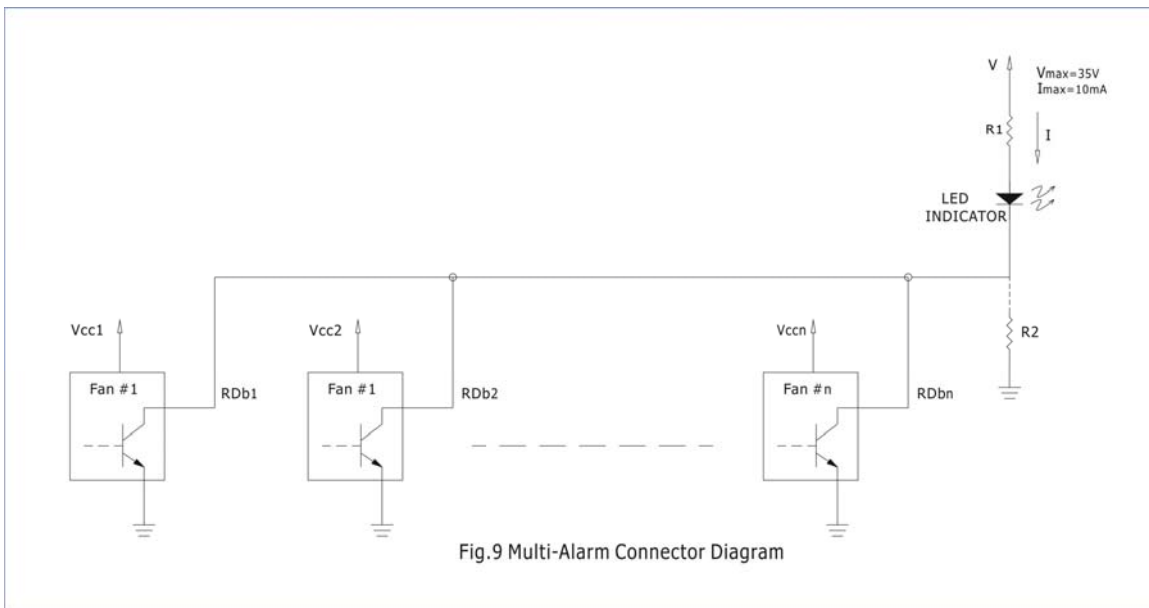 V
Vmax=35V
Imax=10mA
R1
I
LED
INDICATOR
Vcc1
Vcc2
Vccn
R2
Fan #1
RDb1
Fan #1
RDb2
Fan #n
RDbn
Fig.9 Multi-Alarm Connector Diagram